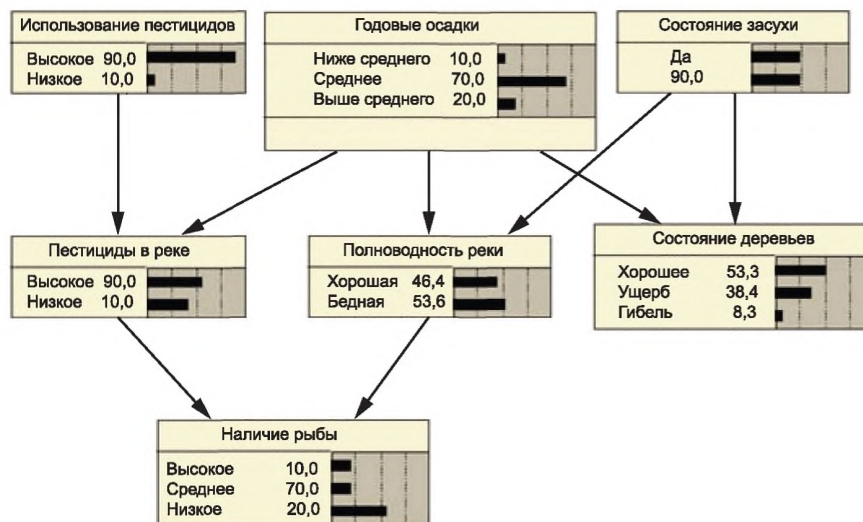 Использование пестицидов
Высокое 90,0
Низкое 10,0
Годовые осадки
Ниже среднего 10,0
Среднее 70,0
Выше среднего 20,0
Состояние засухи
Да
90,0
Пестициды в реке
Высокое 90,0
Низкое 10,0
Полноводность реки
Хорошая 46,4
Бедная 53,6
Состояние деревьев
Хорошее 53,3
Ущерб 38,4
Гибель 8,3
Наличие рыбы
Высокое 10,0
Среднее 70,0
Низкое 20,0